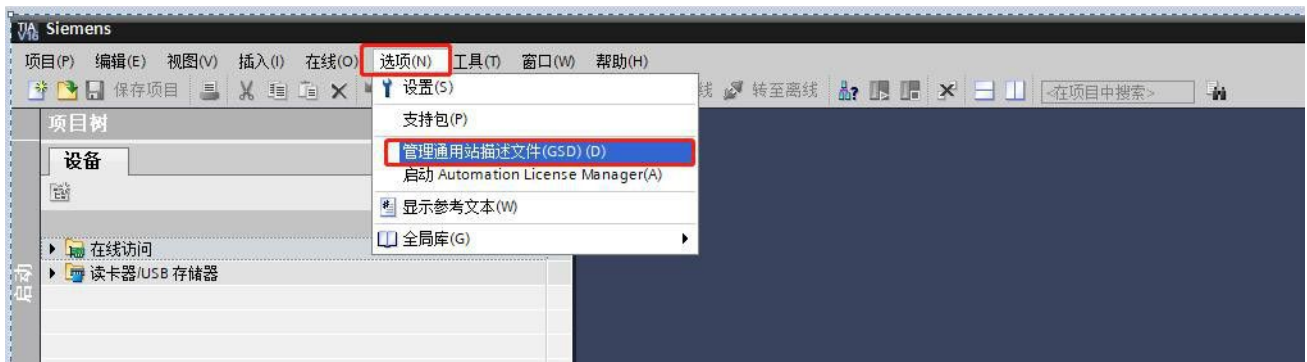 TIA V16 Siemens
项目(P) 编辑(E) 视图(V) 插入(I) 在线(O) 选项(N) 工具(T) 窗口(W) 帮助(H)
保存项目 设置(S) 线 转至离线 <在项目中搜索>
项目树 支持包(P)
设备 管理通用站描述文件(GSD) (D)
启动 Automation License Manager(A)
显示参考文本(W)
全局库(G)
在线访问
读卡器/USB 存储器
启动